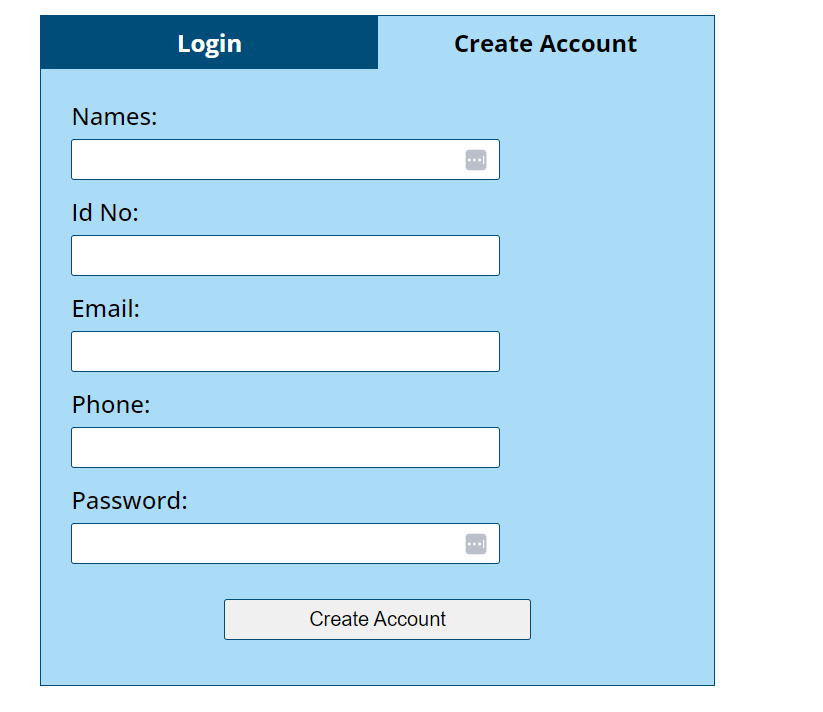 Login
Create Account
Names:
Id No:
Email:
Phone:
Password:
Create Account